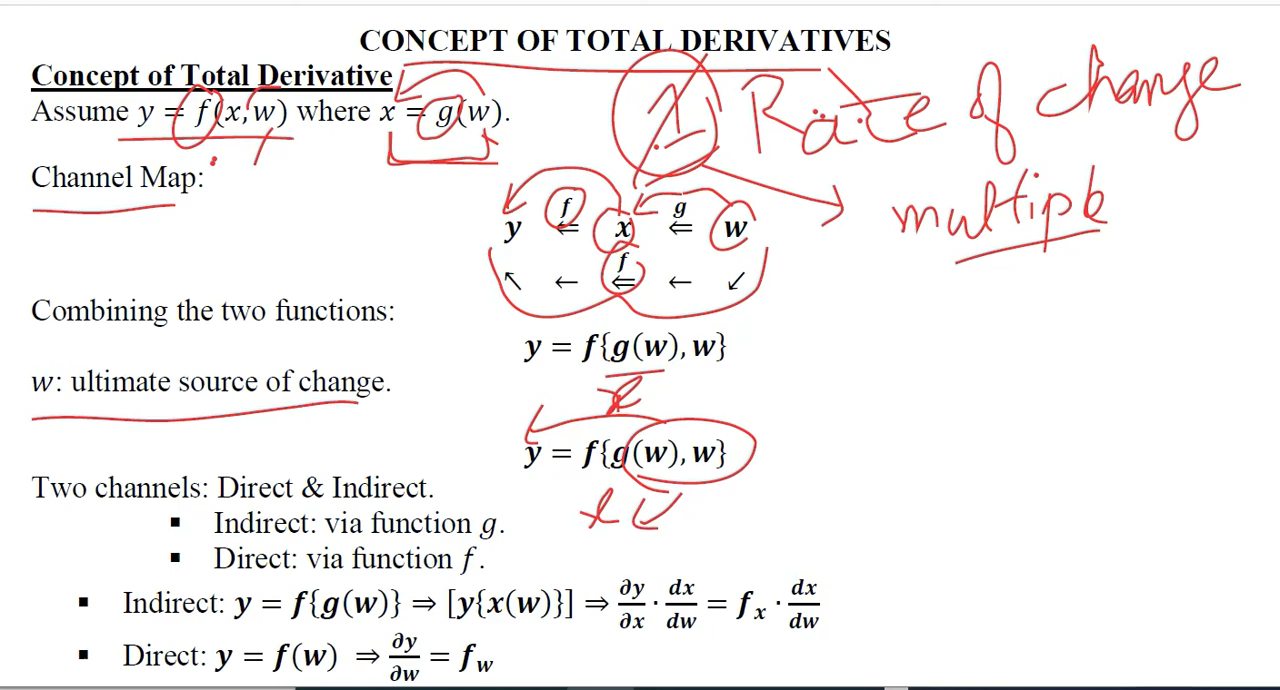 CONCEPT OF TOTAL DERIVATIVES
Concept of Total Derivative
Assume y = f(x, w) where x = g(w).
Rate of change
multiple
Channel Map:
y f⇐ x g⇐ w
↖ ← f⇐ ← ↙
Combining the two functions:
y = f{g(w), w}
w: ultimate source of change.
x
y = f{g(w), w}
Two channels: Direct & Indirect.
▪ Indirect: via function g.
▪ Direct: via function f.
▪ Indirect: y = f{g(w)} ⇒ [y{x(w)}] ⇒ ∂y/∂x · dx/dw = fₓ · dx/dw
▪ Direct: y = f(w) ⇒ ∂y/∂w = f_w